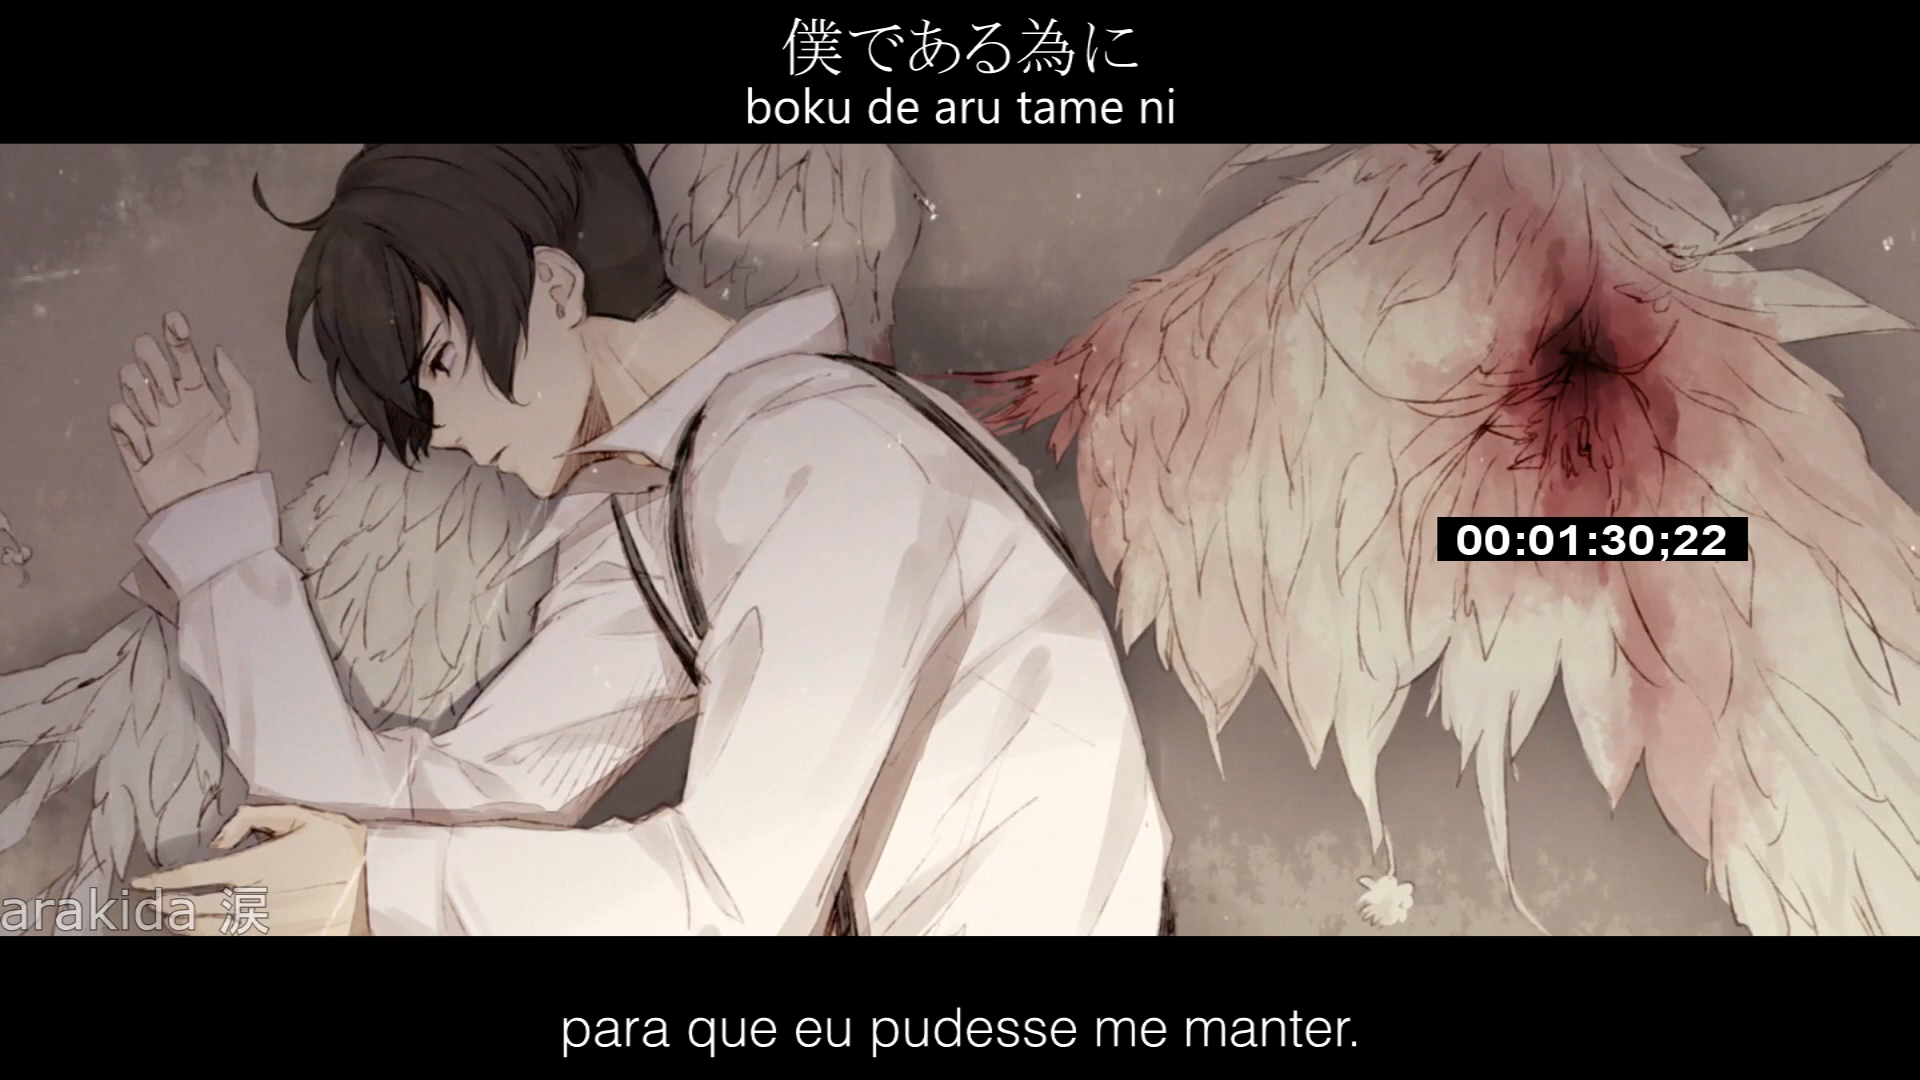 僕である為に
boku de aru tame ni
00:01:30;22
arakida 涙
para que eu pudesse me manter.